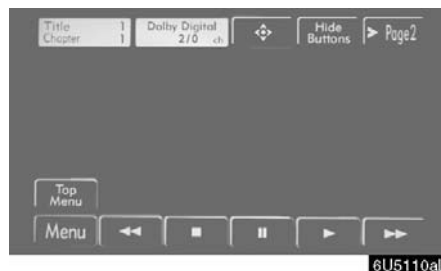 Title 1
Chapter 1
Dolby Digital
2/0 ch
Hide
Buttons
Page2
Top
Menu
Menu
6U5110al